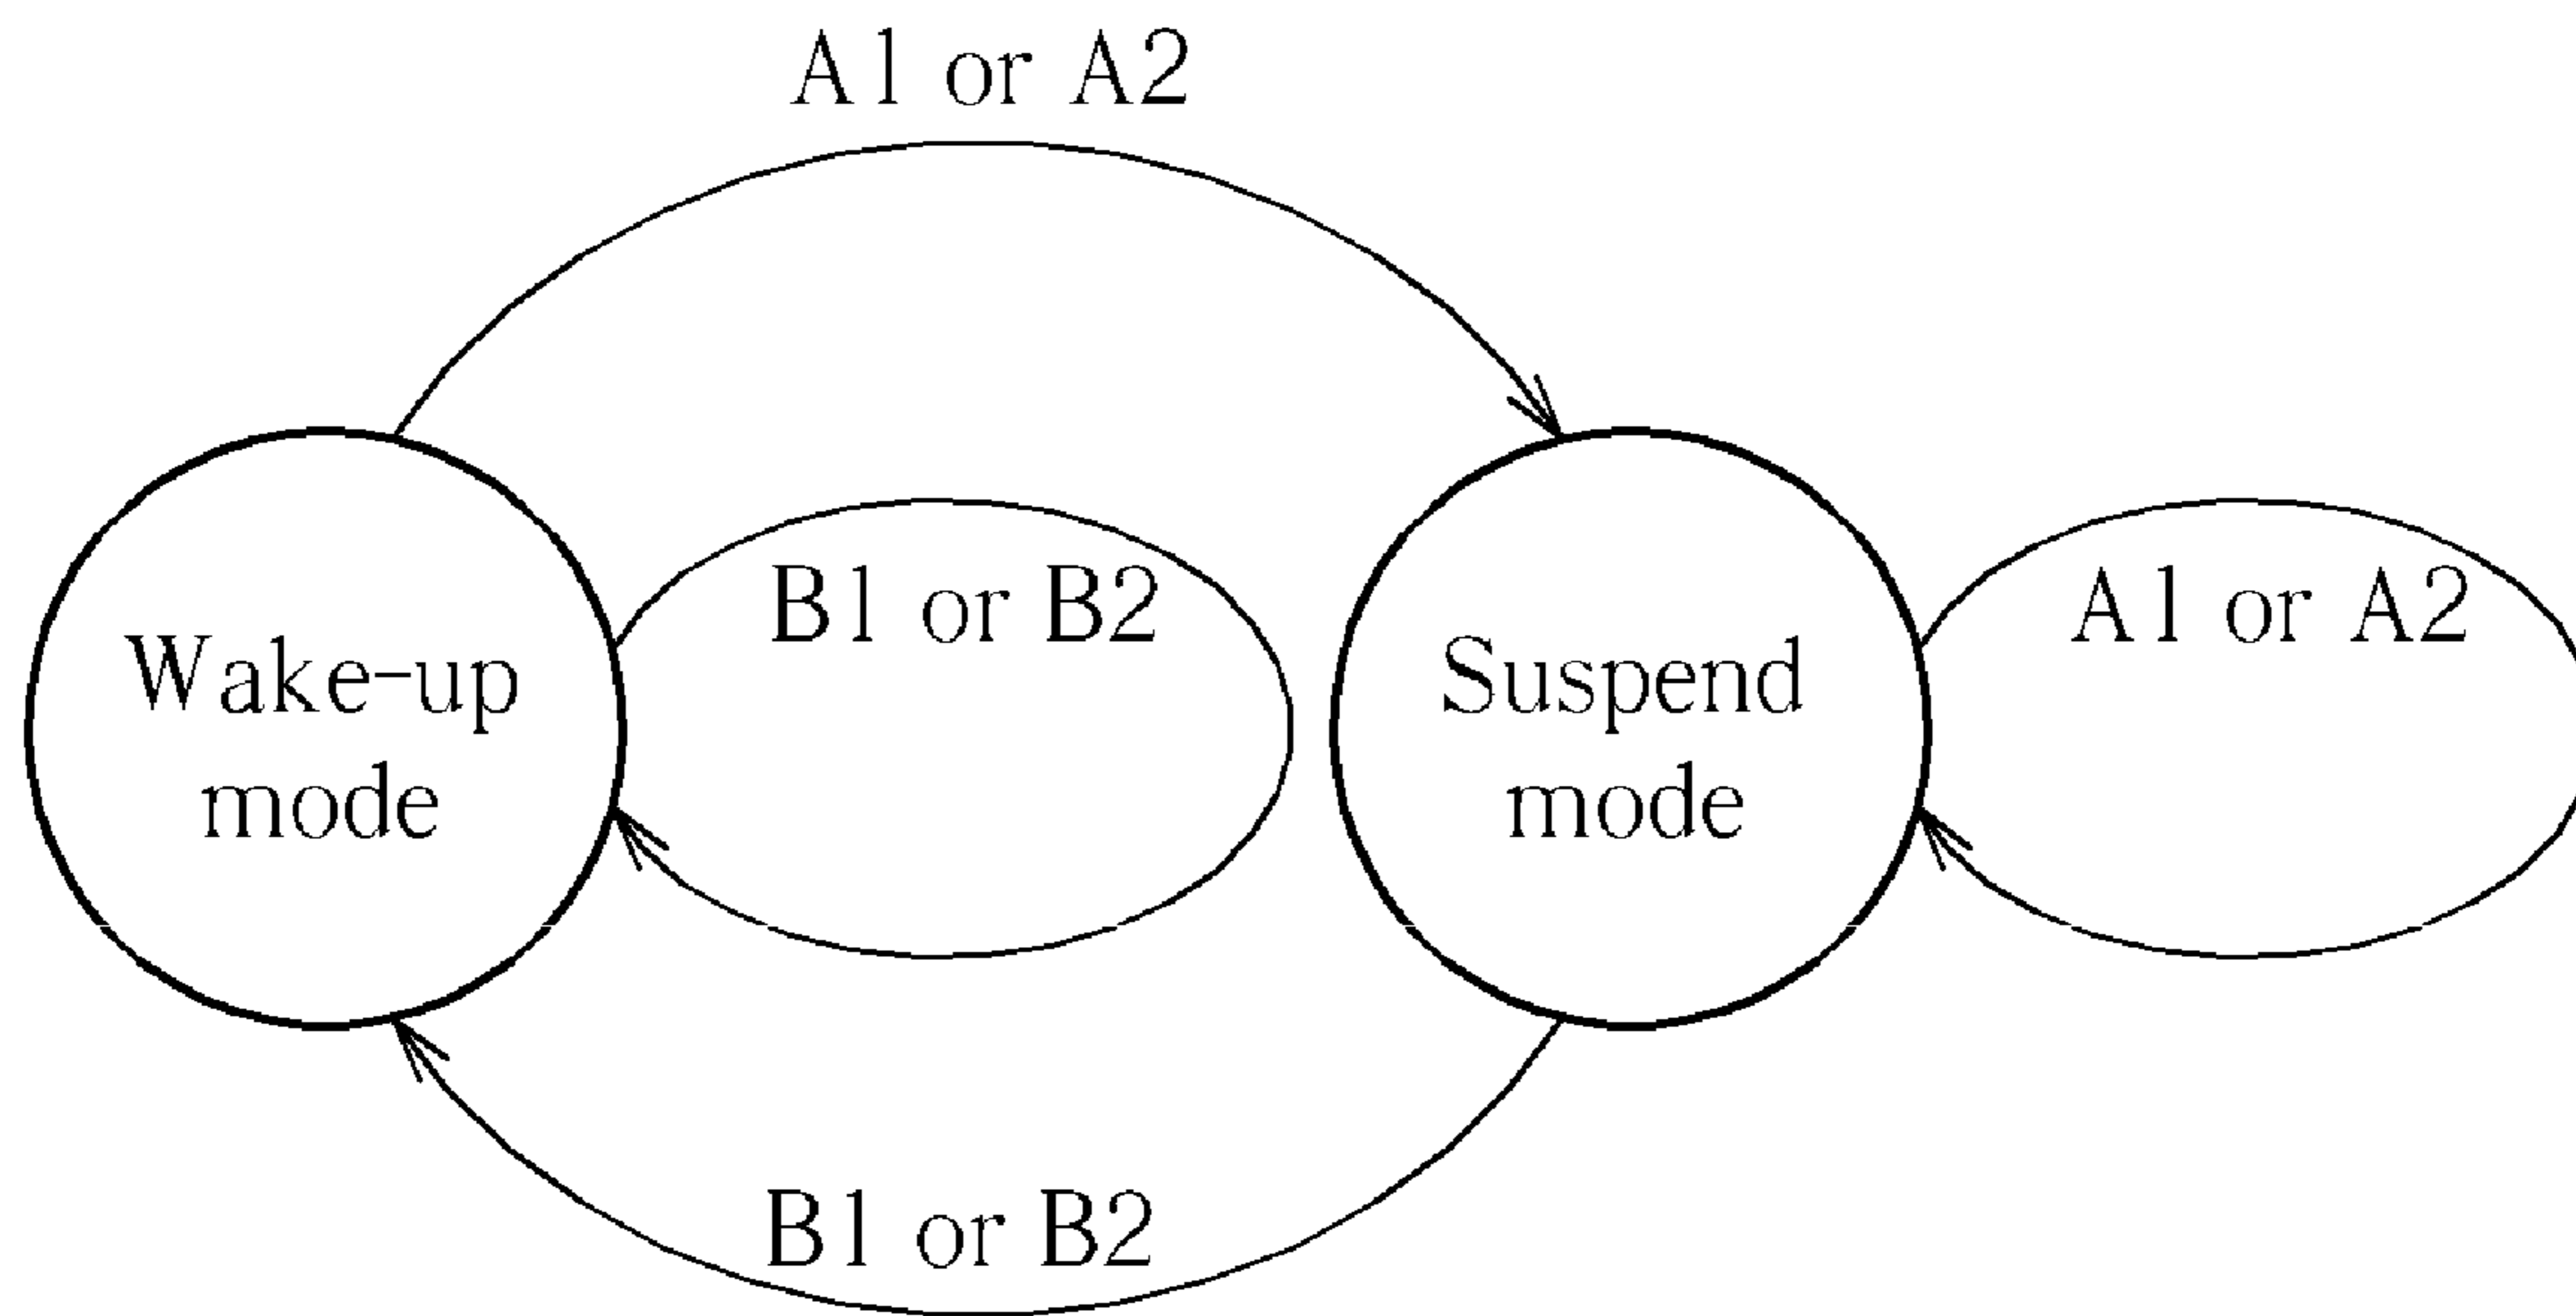 A1 or A2
B1 or B2
A1 or A2
Wake-up
mode
Suspend
mode
B1 or B2